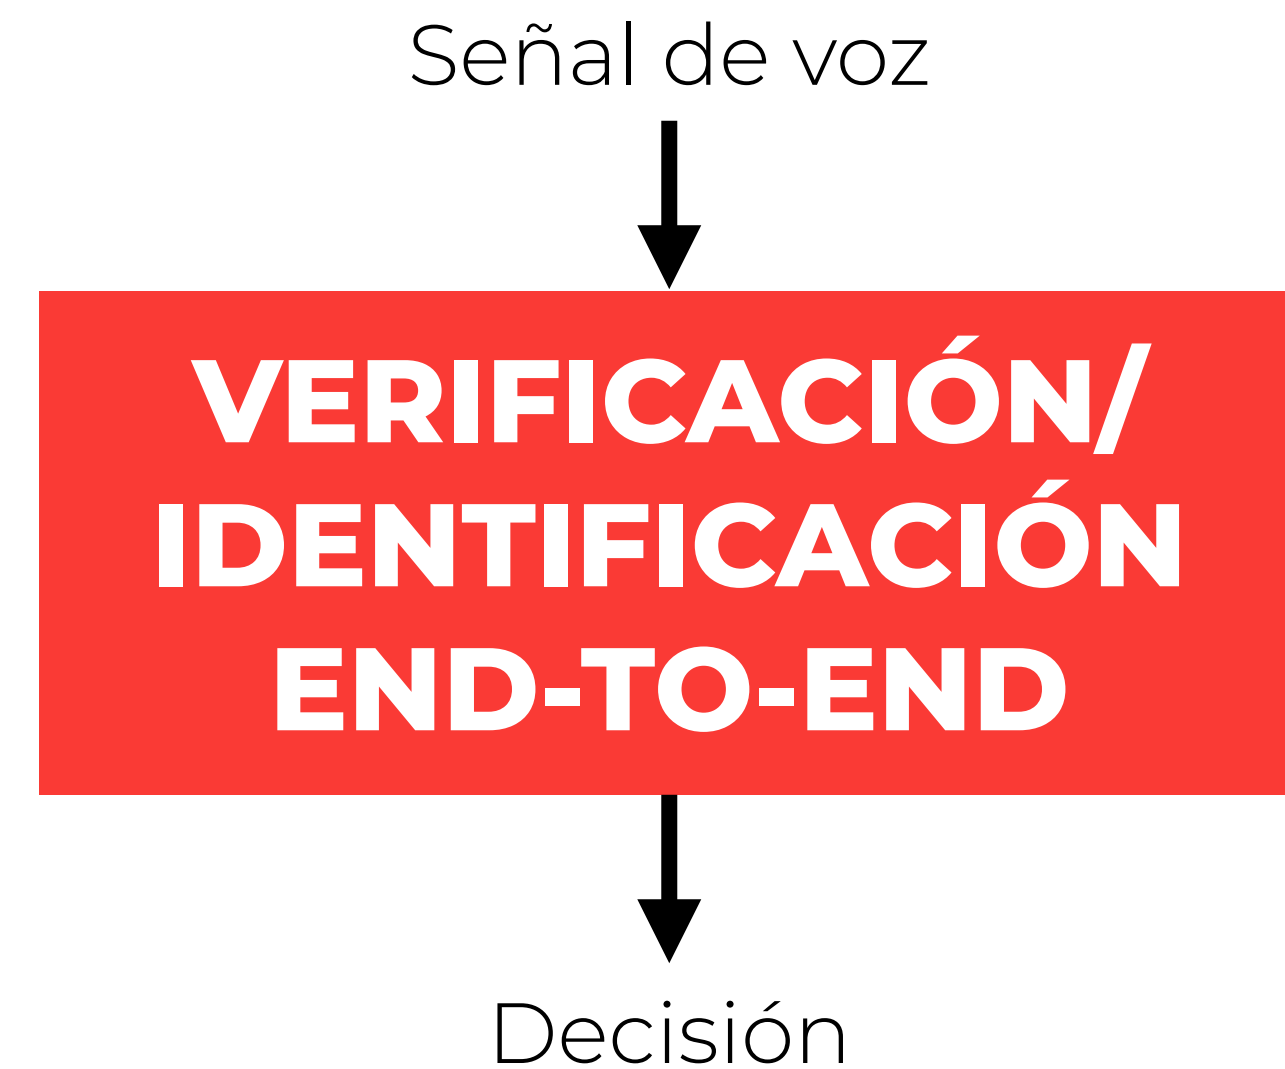 Señal de voz
VERIFICACIÓN/
IDENTIFICACIÓN
END-TO-END
Decisión